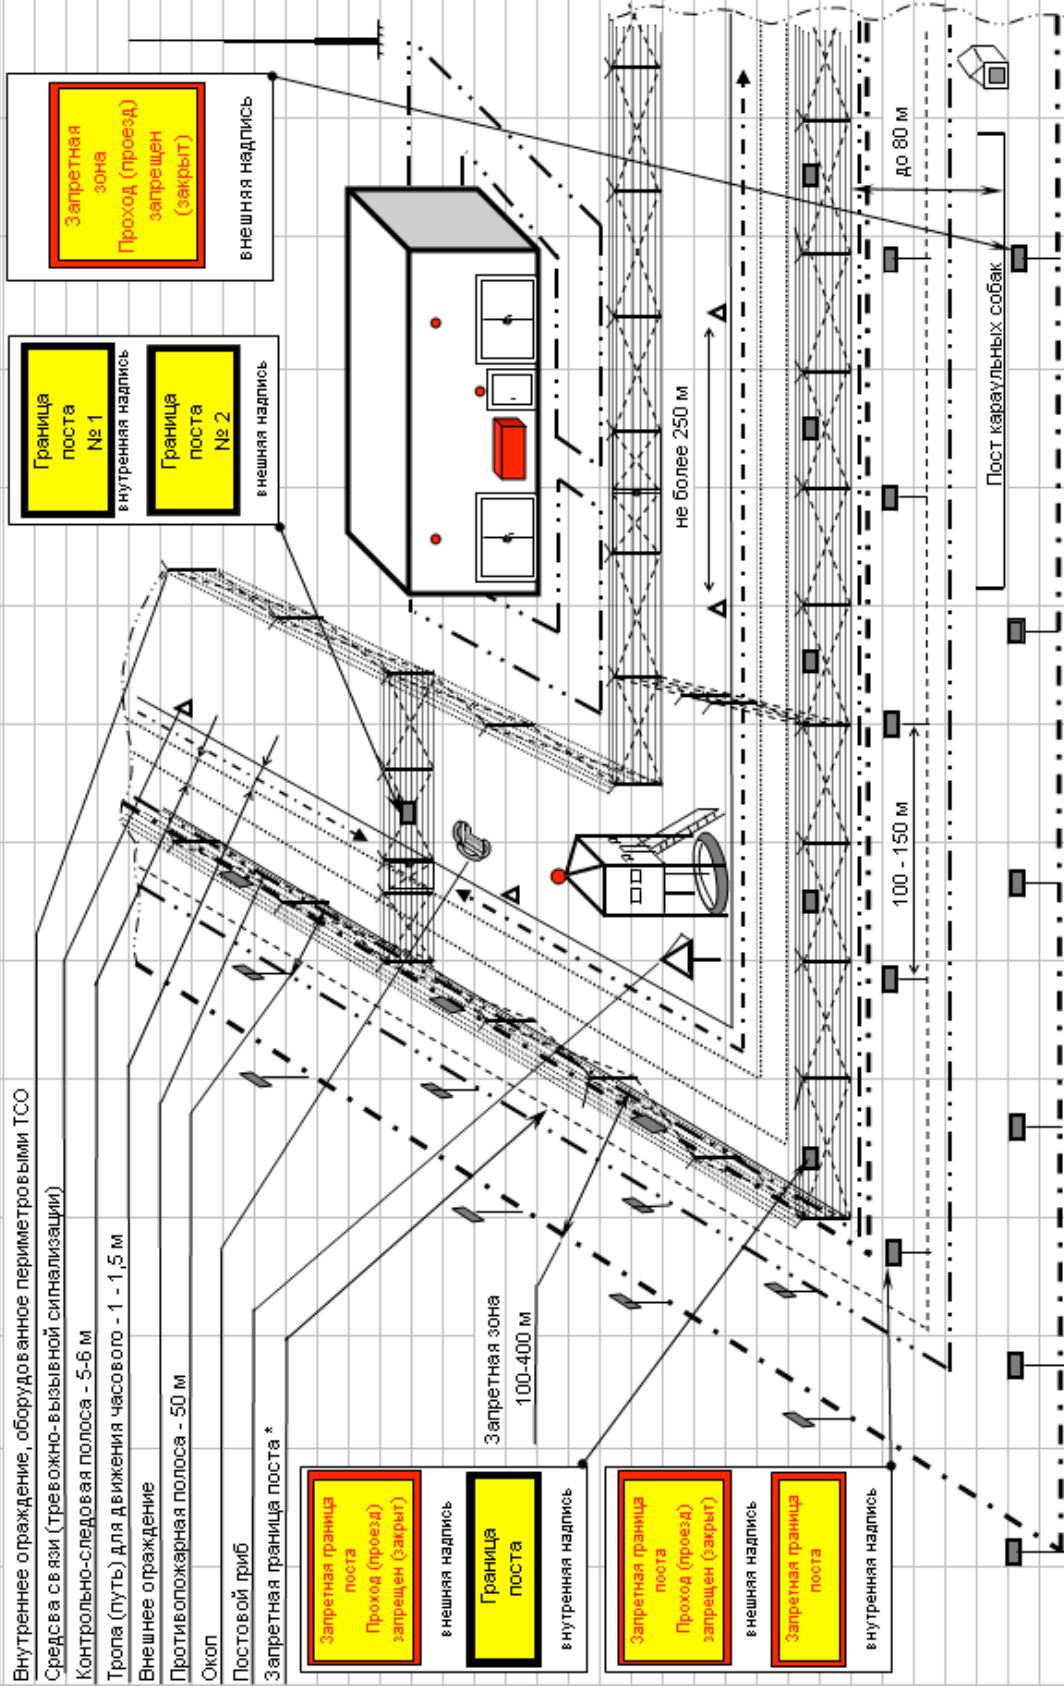 Внутреннее ограждение, оборудованное периметровыми ТСО
Средсва связи (тревожно-вызывной сигнализации)
Контрольно-следовая полоса - 5-6 м
Тропа (путь) для движения часового - 1 - 1,5 м
Внешнее ограждение
Противопожарная полоса - 50 м
Окоп
Постовой гриб
Запретная граница поста *
Запретная граница
поста
Проход (проезд)
запрещен (закрыт)
внешняя надпись
Граница
поста
внутренняя надпись
Запретная граница
поста
Проход (проезд)
запрещен (закрыт)
внешняя надпись
Запретная граница
поста
внутренняя надпись
Запретная зона
100-400 м
Граница
поста
№ 1
внутренняя надпись
Граница
поста
№ 2
внешняя надпись
Запретная
зона
Проход (проезд)
запрещен
(закрыт)
внешняя надпись
не более 250 м
100 - 150 м
до 80 м
Пост караульных собак